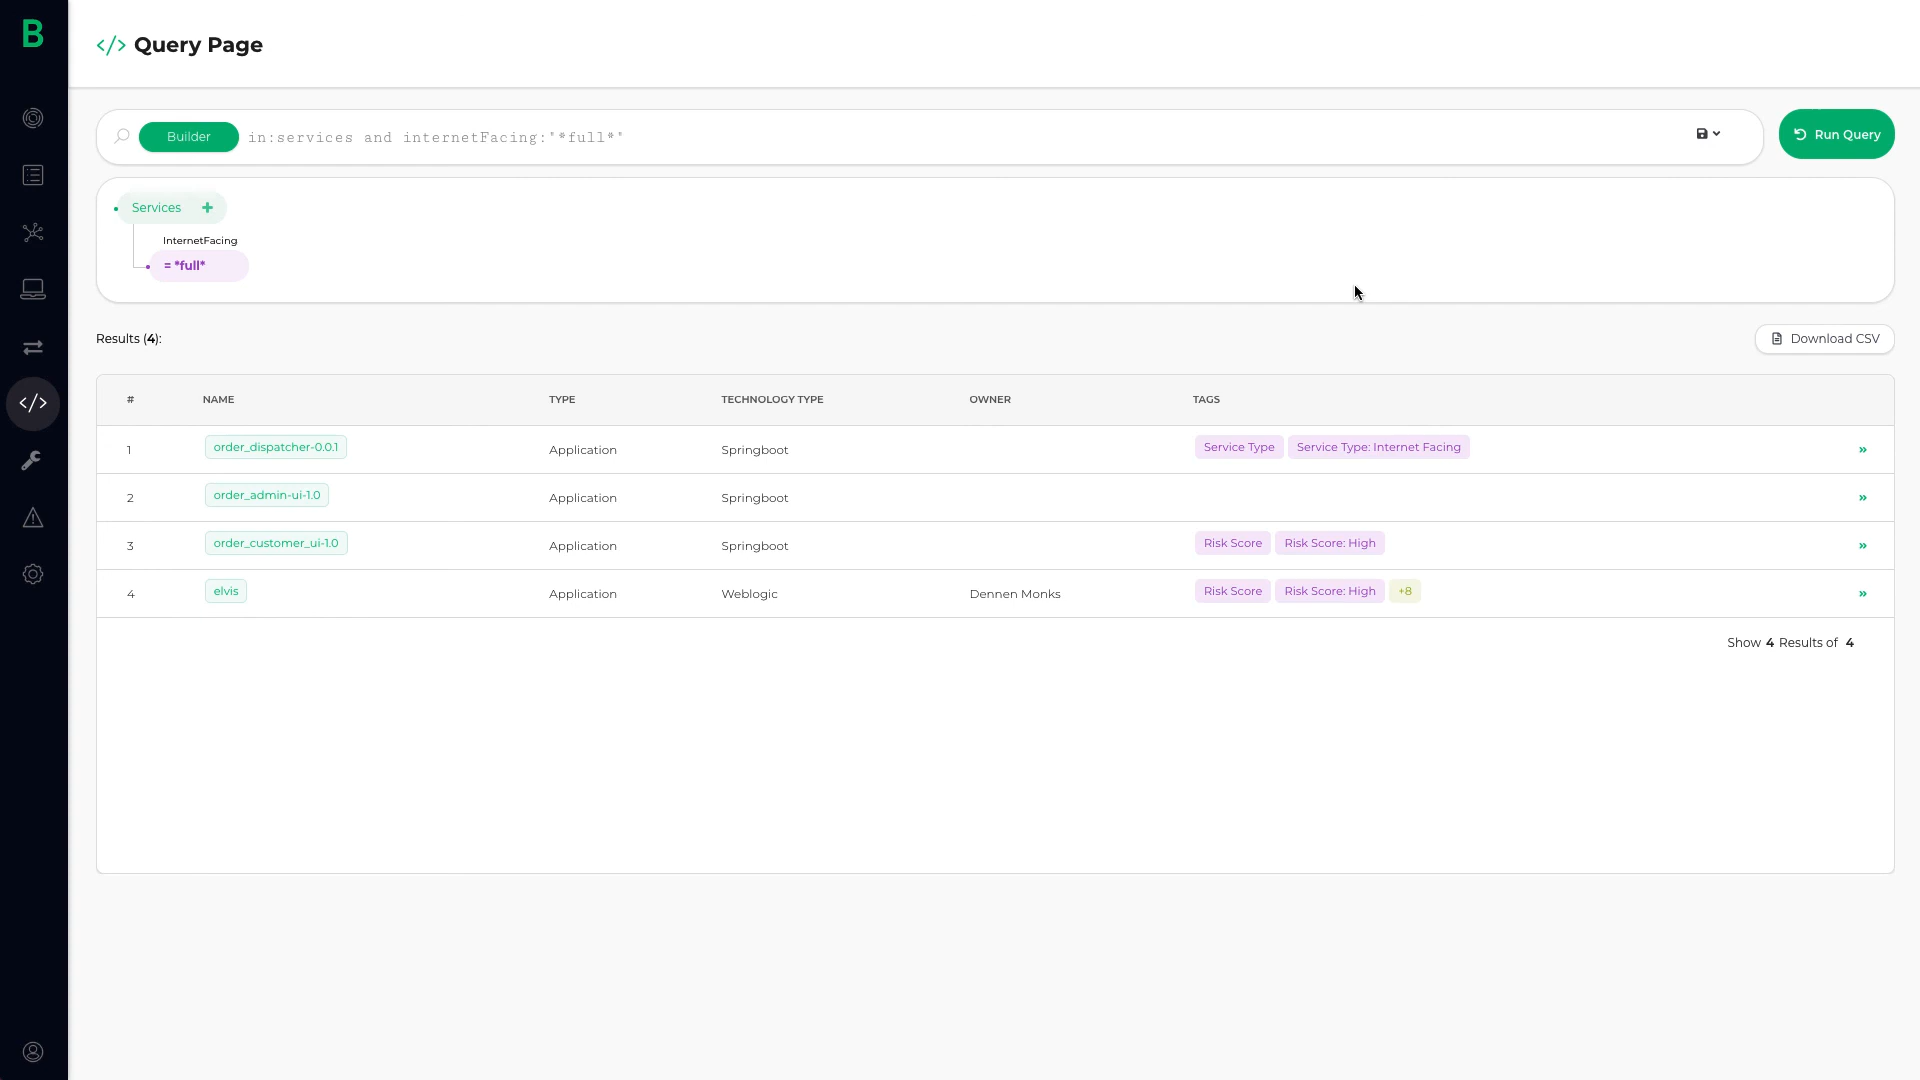 B
</> Query Page
Builder in:services and internetFacing:"*full*"
Run Query
Services +
InternetFacing
= *full*
Results (4):
Download CSV
# NAME TYPE TECHNOLOGY TYPE OWNER TAGS
1 order_dispatcher-0.0.1 Application Springboot Service Type Service Type: Internet Facing »
2 order_admin-ui-1.0 Application Springboot »
3 order_customer_ui-1.0 Application Springboot Risk Score Risk Score: High »
4 elvis Application Weblogic Dennen Monks Risk Score Risk Score: High +8 »
Show 4 Results of 4